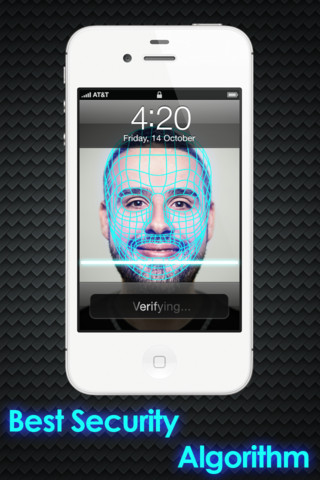 AT&T
4:20
Friday, 14 October
Verifying...
Best Security
Algorithm